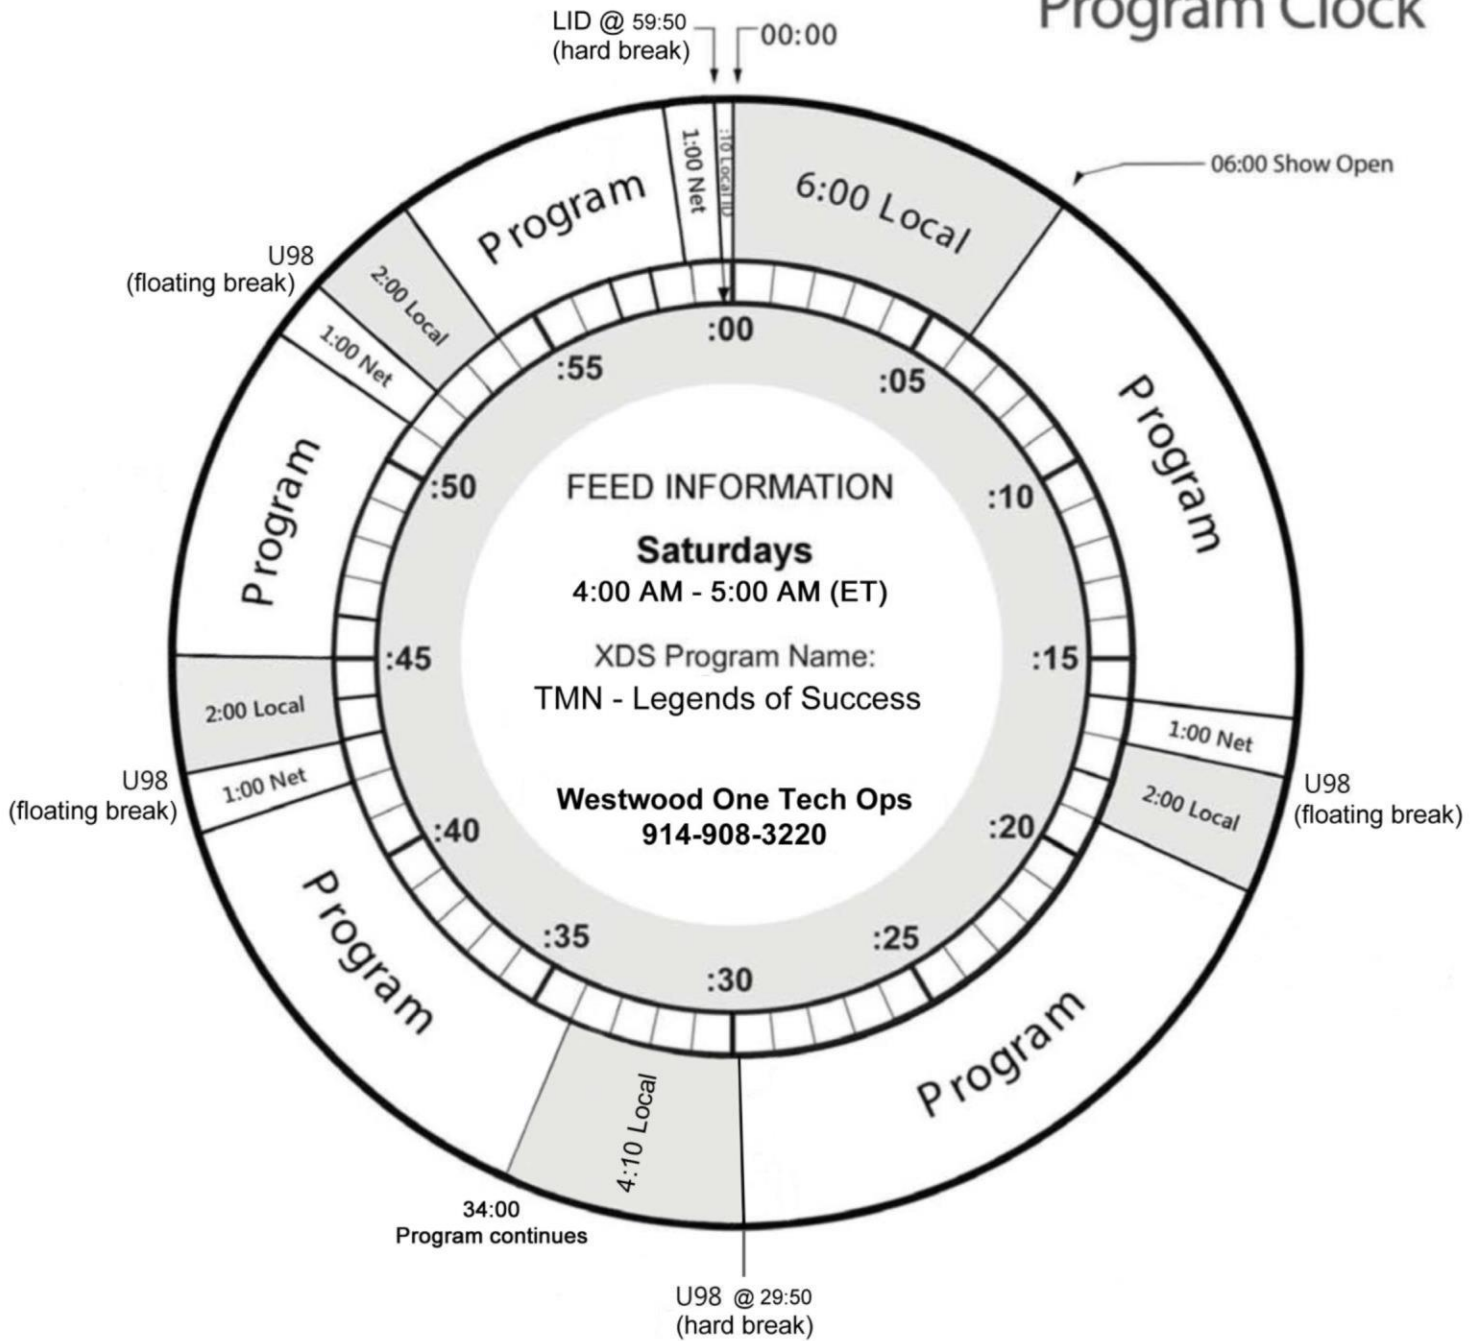 Program Clock
LID @ 59:50
(hard break)
00:00
06:00 Show Open
6:00 Local
Program
1:00 Net
2:00 Local
U98
(floating break)
Program
U98 @ 29:50
(hard break)
4:10 Local
34:00
Program continues
Program
1:00 Net
U98
(floating break)
2:00 Local
Program
1:00 Net
U98
(floating break)
2:00 Local
Program
1:00 Net
:10 Local ID
:00
:05
:10
:15
:20
:25
:30
:35
:40
:45
:50
:55
FEED INFORMATION
Saturdays
4:00 AM - 5:00 AM (ET)
XDS Program Name:
TMN - Legends of Success
Westwood One Tech Ops
914-908-3220